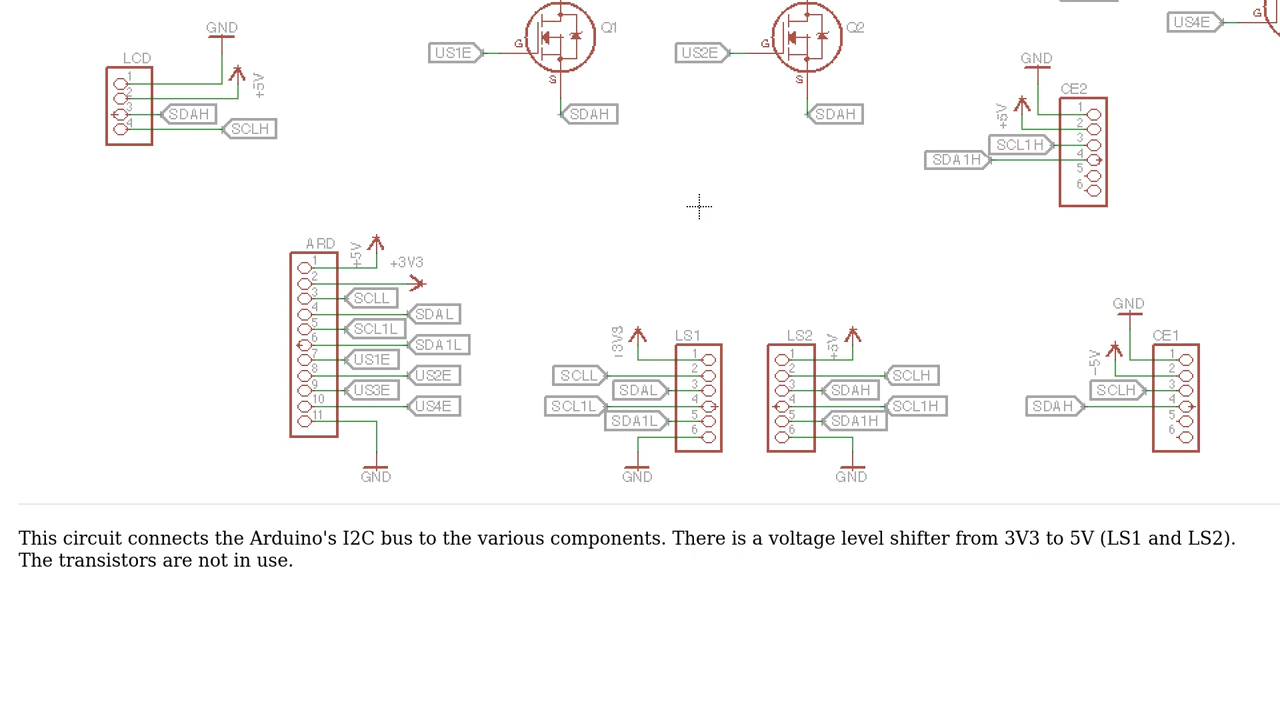 GND
LCD
+5V
1
2
3
4
SDAH
SCLH
Q1
US1E
G
S
SDAH
Q2
US2E
G
S
SDAH
US4E
G
GND
CE2
+5V
1
2
3
4
5
6
SCL1H
SDA1H
ARD
+5V
+3V3
1
2
3
4
5
6
7
8
9
10
11
SCLL
SDAL
SCL1L
SDA1L
US1E
US2E
US3E
US4E
GND
+3V3
LS1
1
2
3
4
5
6
SCLL
SDAL
SCL1L
SDA1L
GND
LS2
+5V
1
2
3
4
5
6
SCLH
SDAH
SCL1H
SDA1H
GND
GND
CE1
+5V
1
2
3
4
5
6
SCLH
SDAH
This circuit connects the Arduino's I2C bus to the various components. There is a voltage level shifter from 3V3 to 5V (LS1 and LS2).
The transistors are not in use.